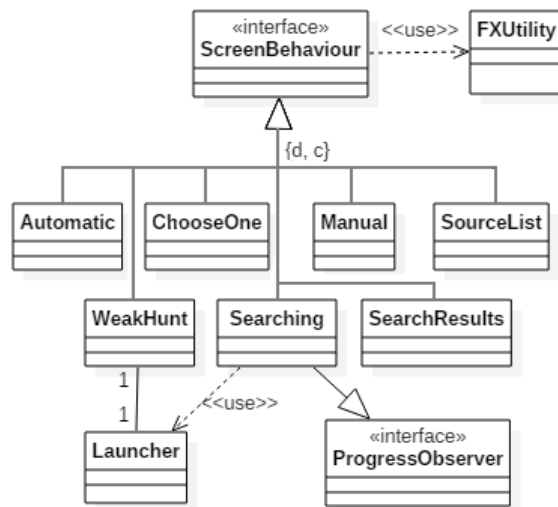 «interface»
ScreenBehaviour
<<use>>
FXUtility
{d, c}
Automatic
ChooseOne
Manual
SourceList
WeakHunt
Searching
SearchResults
1
1
<<use>>
Launcher
«interface»
ProgressObserver